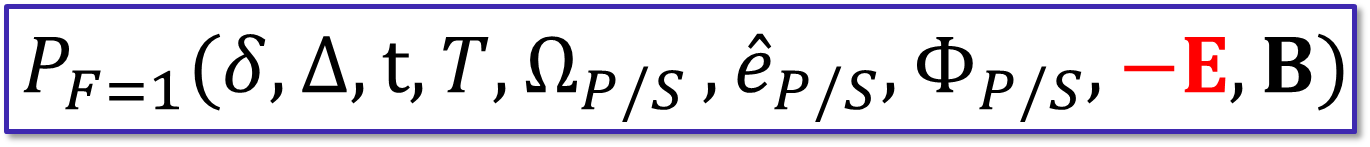 P_{F=1}(δ, Δ, t, T, Ω_{P/S}, ê_{P/S}, Φ_{P/S}, −E, B)